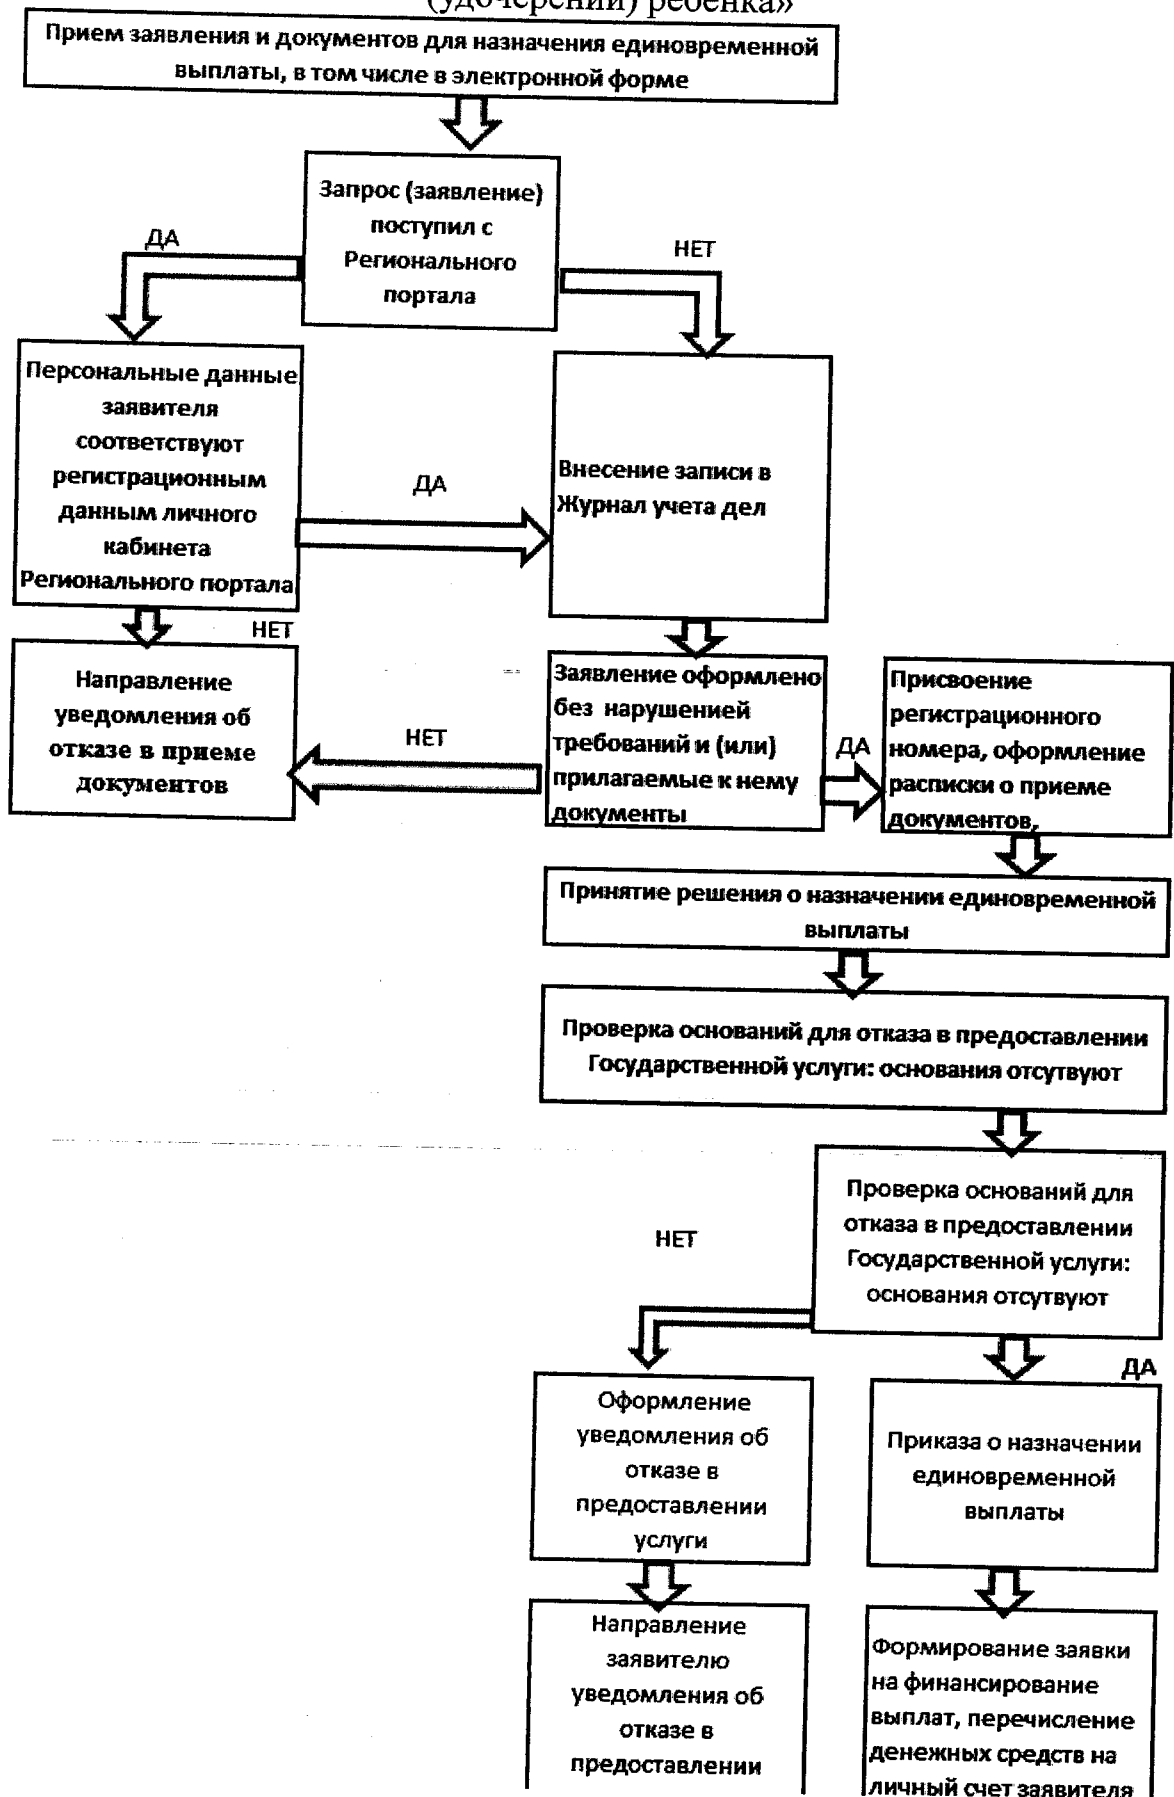 (удочерении) ребенка»
Прием заявления и документов для назначения единовременной
выплаты, в том числе в электронной форме
Запрос (заявление)
поступил с
Регионального
портала
ДА
НЕТ
Персональные данные
заявителя
соответствуют
регистрационным
данным личного
кабинета
Регионального портала
ДА
Внесение записи в
Журнал учета дел
НЕТ
Направление
уведомления об
отказе в приеме
документов
НЕТ
Заявление оформлено
без нарушенией
требований и (или)
прилагаемые к нему
документы
ДА
Присвоение
регистрационного
номера, оформление
расписки о приеме
документов,
Принятие решения о назначении единовременной
выплаты
Проверка оснований для отказа в предоставлении
Государственной услуги: основания отсутвуют
Проверка оснований для
отказа в предоставлении
Государственной услуги:
основания отсутвуют
НЕТ
ДА
Оформление
уведомления об
отказе в
предоставлении
услуги
Приказа о назначении
единовременной
выплаты
Направление
заявителю
уведомления об
отказе в
предоставлении
Формирование заявки
на финансирование
выплат, перечисление
денежных средств на
личный счет заявителя